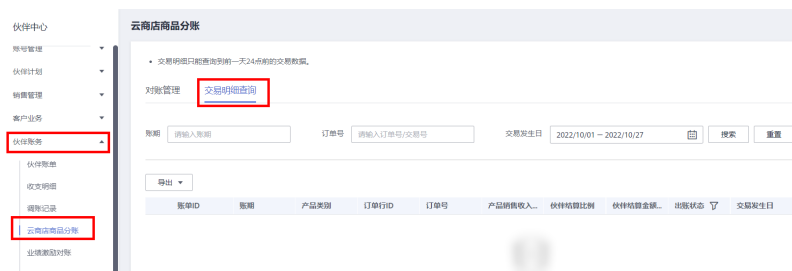 伙伴中心
账号管理
伙伴计划
销售管理
客户业务
伙伴账务
伙伴账单
收支明细
调账记录
云商店商品分账
业绩激励对账
云商店商品分账
• 交易明细只能查询到前一天24点前的交易数据。
对账管理 交易明细查询
账期 请输入账期 订单号 请输入订单号/交易号 交易发生日 2022/10/01 – 2022/10/27 搜索 重置
导出
账单ID 账期 产品类别 订单行ID 订单号 产品销售收入... 伙伴结算比例 伙伴结算金额... 出账状态 交易发生日